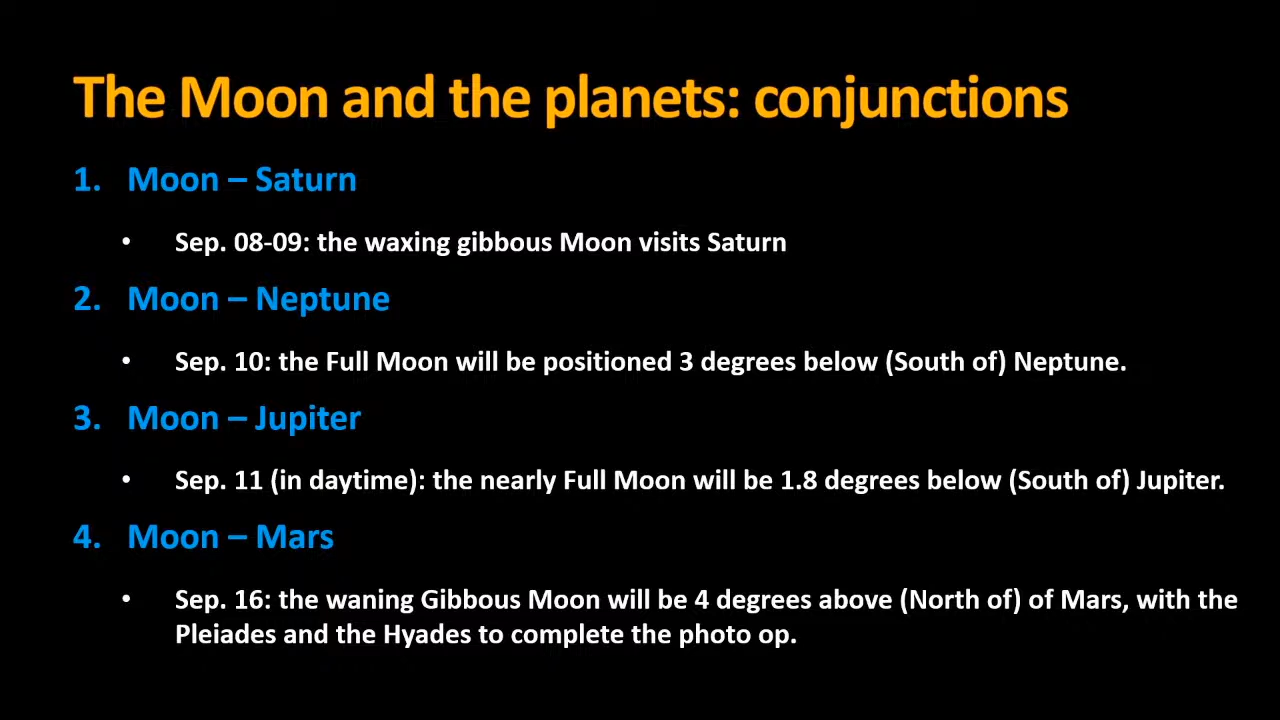 The Moon and the planets: conjunctions
1. Moon – Saturn
• Sep. 08-09: the waxing gibbous Moon visits Saturn
2. Moon – Neptune
• Sep. 10: the Full Moon will be positioned 3 degrees below (South of) Neptune.
3. Moon – Jupiter
• Sep. 11 (in daytime): the nearly Full Moon will be 1.8 degrees below (South of) Jupiter.
4. Moon – Mars
• Sep. 16: the waning Gibbous Moon will be 4 degrees above (North of) of Mars, with the
Pleiades and the Hyades to complete the photo op.